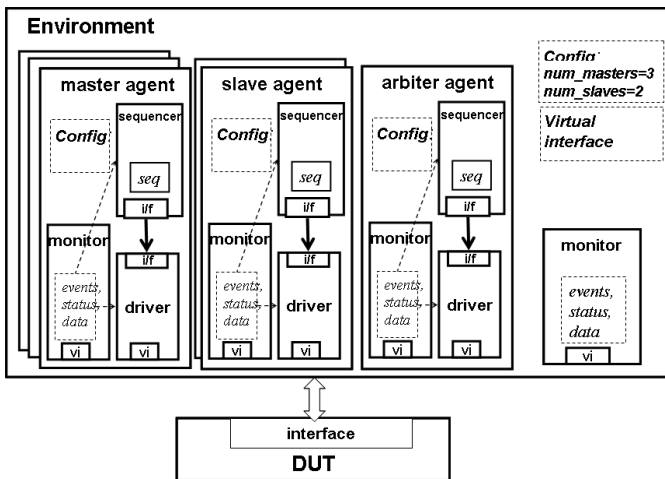 Environment
master agent
sequencer
Config
seq
i/f
monitor
i/f
events,
status,
data
driver
vi
vi
slave agent
sequencer
Config
seq
i/f
monitor
i/f
events,
status,
data
driver
vi
vi
arbiter agent
sequencer
seq
i/f
monitor
i/f
events,
status,
data
driver
vi
vi
Config
num_masters=3
num_slaves=2
Virtual
interface
monitor
events,
status,
data
vi
interface
DUT